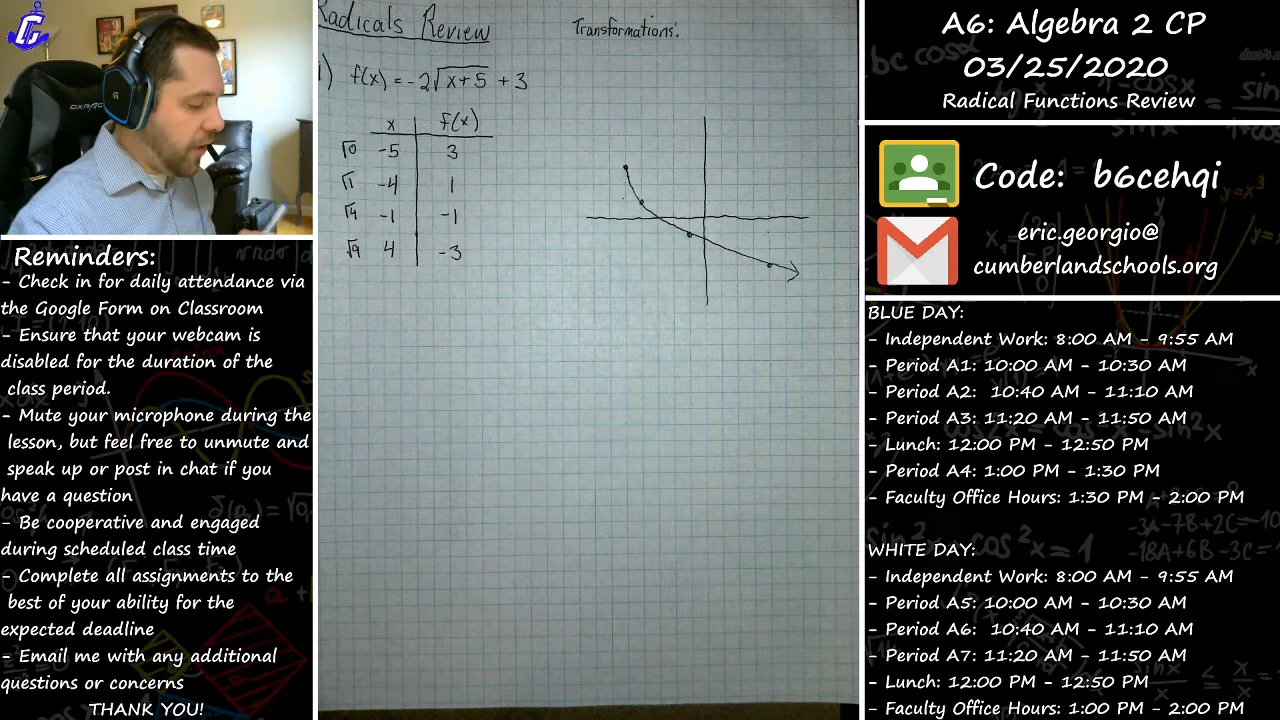 Reminders:
- Check in for daily attendance via
the Google Form on Classroom
- Ensure that your webcam is
disabled for the duration of the
class period.
- Mute your microphone during the
lesson, but feel free to unmute and
speak up or post in chat if you
have a question
- Be cooperative and engaged
during scheduled class time
- Complete all assignments to the
best of your ability for the
expected deadline
- Email me with any additional
questions or concerns
THANK YOU!
Radicals Review
Transformations:
1) f(x) = -2√(x+5) + 3
x f(x)
√0 -5 3
√1 -4 1
√4 -1 -1
√9 4 -3
A6: Algebra 2 CP
03/25/2020
Radical Functions Review
Code: b6cehqi
eric.georgio@
cumberlandschools.org
BLUE DAY:
- Independent Work: 8:00 AM - 9:55 AM
- Period A1: 10:00 AM - 10:30 AM
- Period A2: 10:40 AM - 11:10 AM
- Period A3: 11:20 AM - 11:50 AM
- Lunch: 12:00 PM - 12:50 PM
- Period A4: 1:00 PM - 1:30 PM
- Faculty Office Hours: 1:30 PM - 2:00 PM
WHITE DAY:
- Independent Work: 8:00 AM - 9:55 AM
- Period A5: 10:00 AM - 10:30 AM
- Period A6: 10:40 AM - 11:10 AM
- Period A7: 11:20 AM - 11:50 AM
- Lunch: 12:00 PM - 12:50 PM
- Faculty Office Hours: 1:00 PM - 2:00 PM